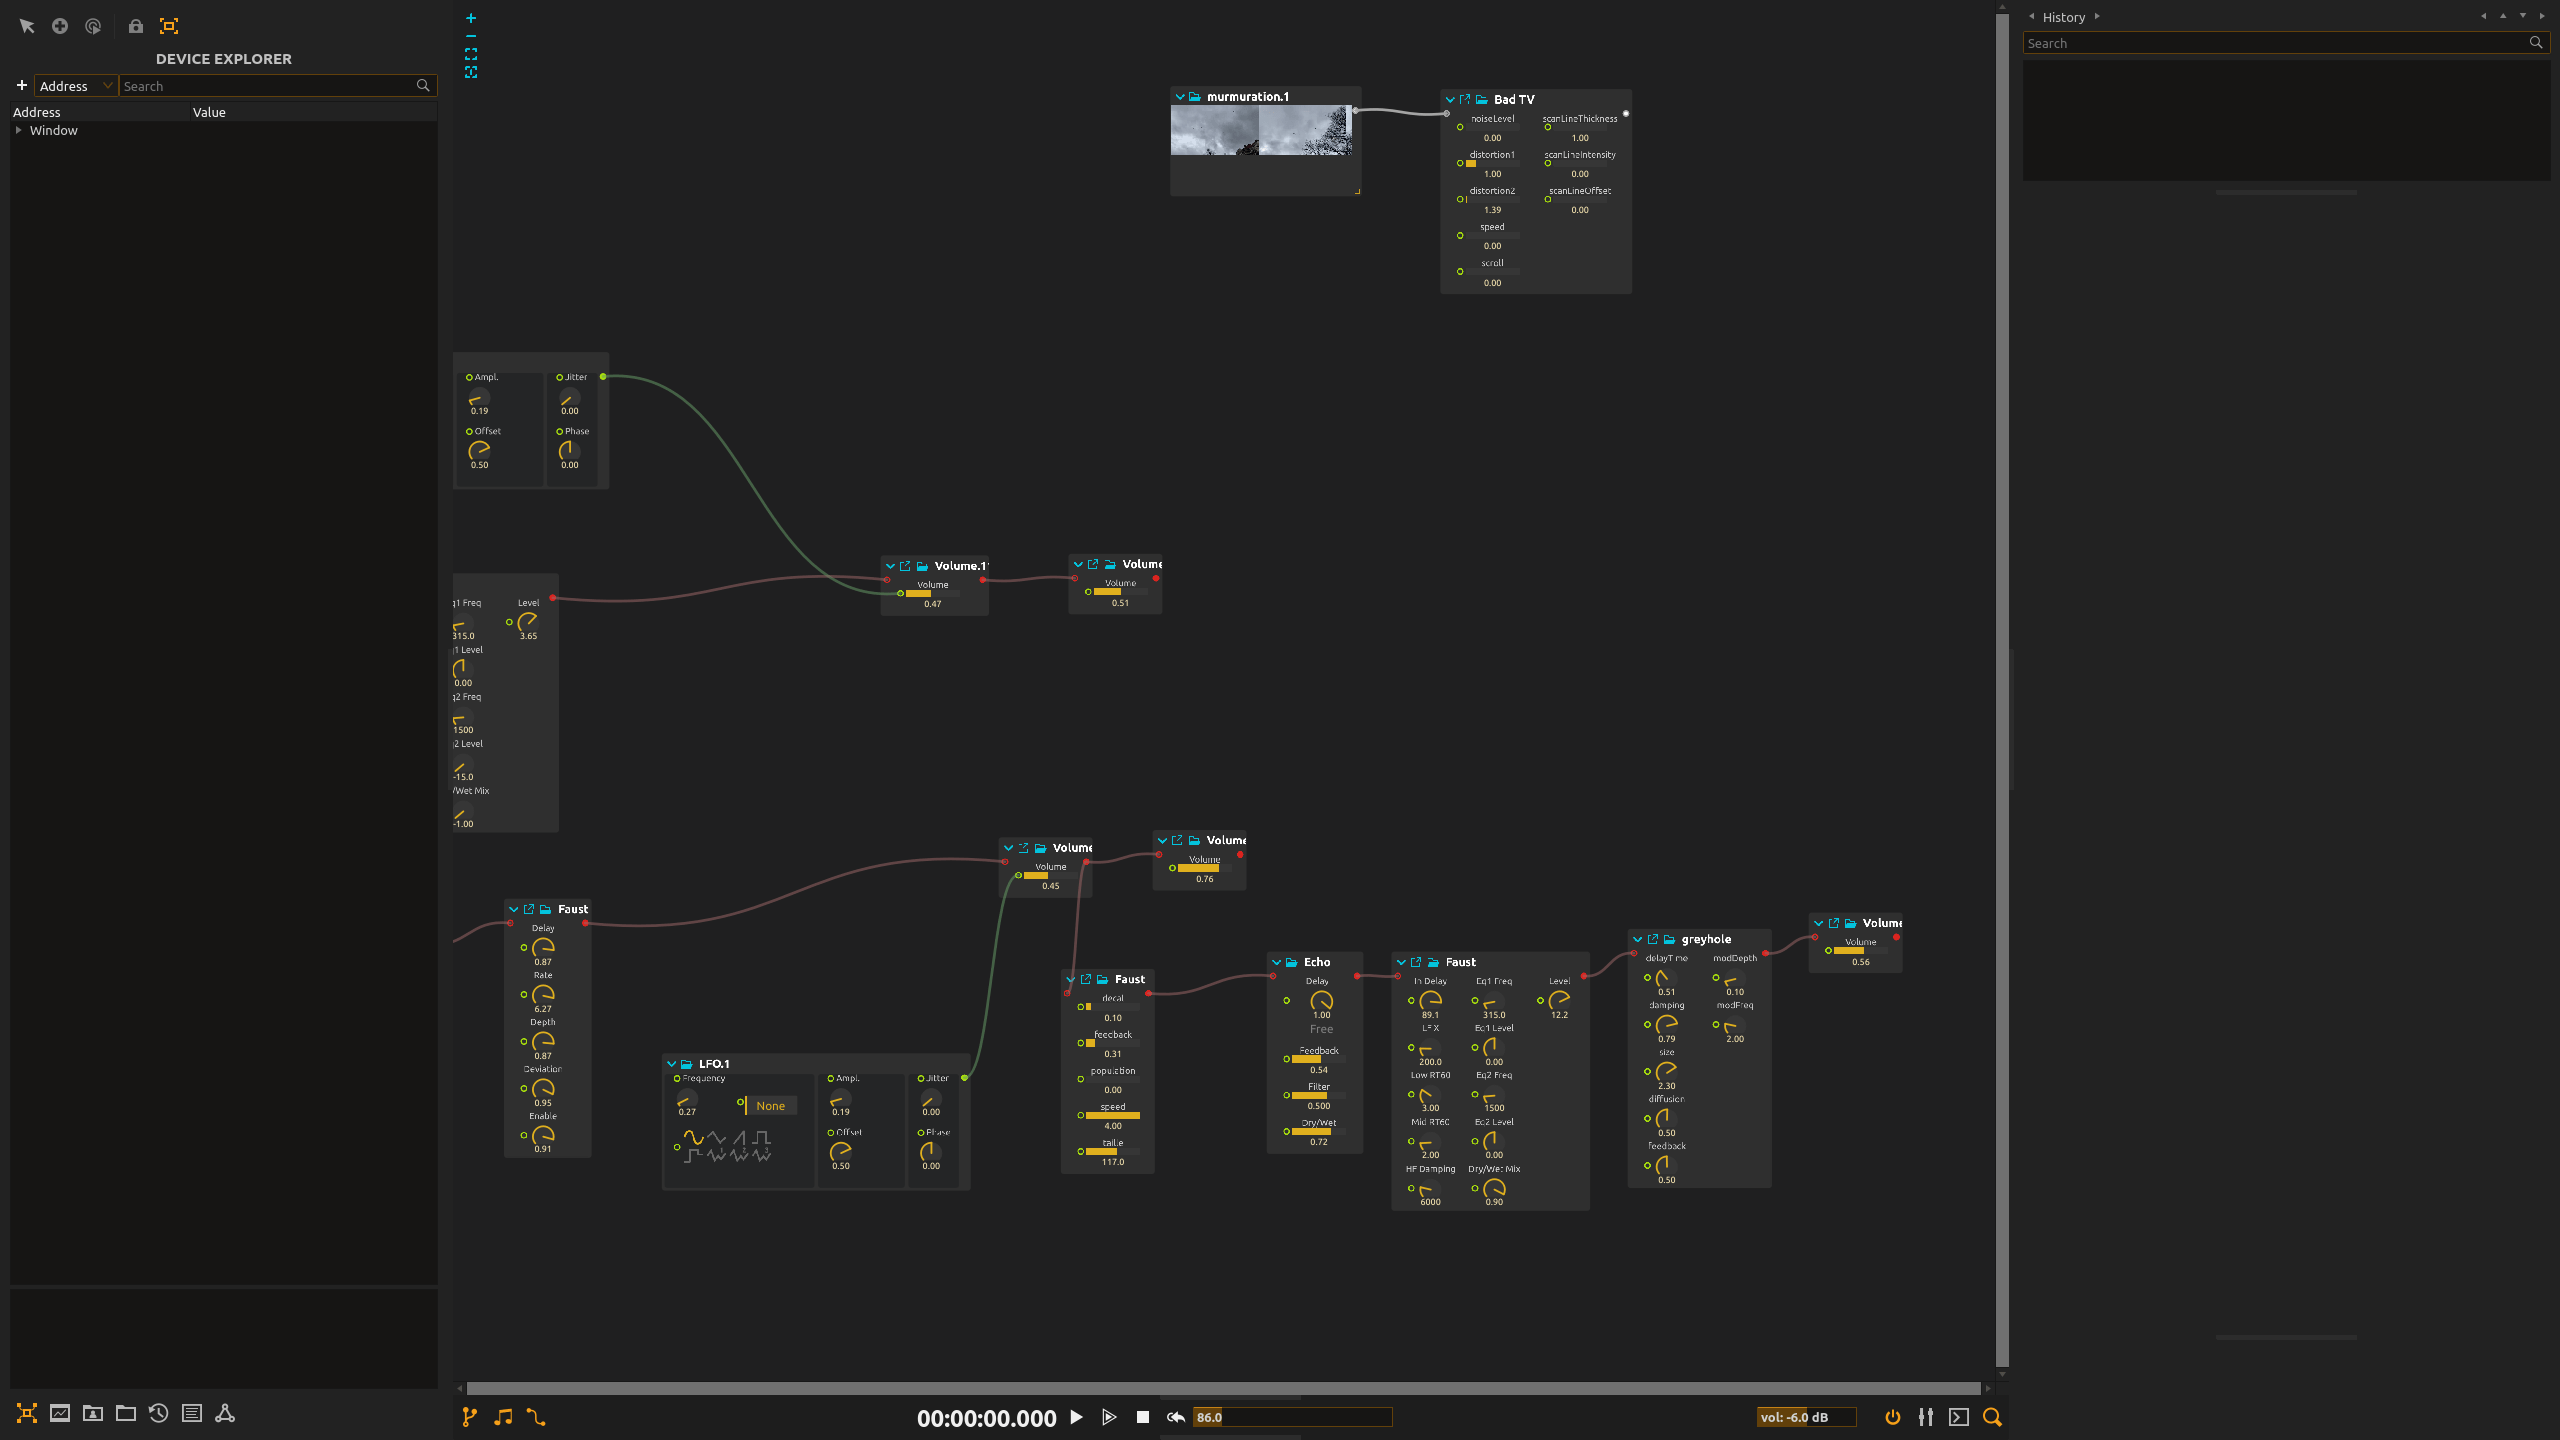 DEVICE EXPLORER
Address
Search
Address Value
Window
murmuration.1
Bad TV
noiseLevel scanLineThickness
0.00 1.00
distortion1 scanLineIntensity
1.00 0.00
distortion2 scanLineOffset
1.39 0.00
speed
0.00
scroll
0.00
Ampl. Jitter
0.19 0.00
Offset Phase
0.50 0.00
q1 Freq Level
315.0 3.65
q1 Level
0.00
q2 Freq
1500
q2 Level
-15.0
/Wet Mix
-1.00
Volume.1
Volume
0.47
Volume
Volume
0.51
Volume
Volume
0.45
Volume
Volume
0.76
Faust
Delay
0.87
Rate
6.27
Depth
0.87
Deviation
0.95
Enable
0.91
LFO.1
Frequency Ampl. Jitter
0.27 None 0.19 0.00
Offset Phase
0.50 0.00
Faust
decal
0.10
feedback
0.31
population
0.00
speed
4.00
taille
117.0
Echo
Delay
1.00
Free
Feedback
0.54
Filter
0.500
Dry/Wet
0.72
Faust
In Delay Eq1 Freq Level
89.1 315.0 12.2
LF X Eq1 Level
200.0 0.00
Low RT60 Eq2 Freq
3.00 1500
Mid RT60 Eq2 Level
2.00 0.00
HF Damping Dry/Wet Mix
6000 0.90
greyhole
delayTime modDepth
0.51 0.10
damping modFreq
0.79 2.00
size
2.30
diffusion
0.50
feedback
0.50
Volume
Volume
0.56
00:00:00.000
86.0
vol: -6.0 dB
History
Search